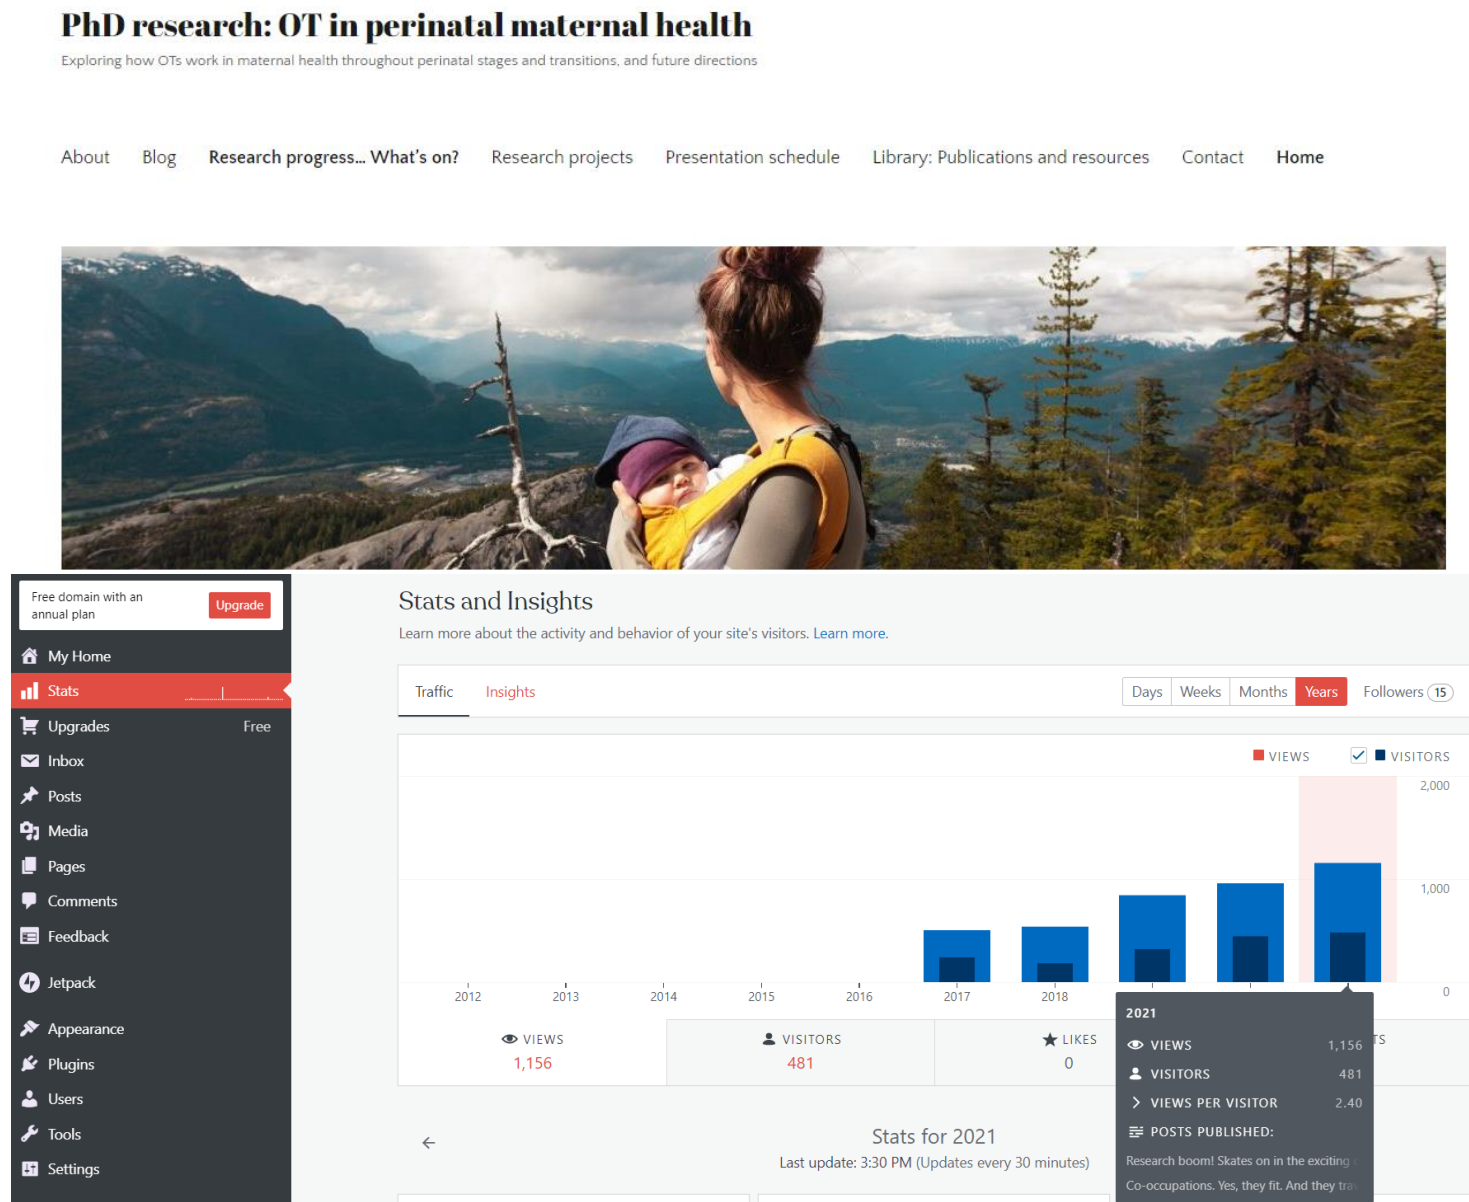 PhD research: OT in perinatal maternal health
Exploring how OTs work in maternal health throughout perinatal stages and transitions, and future directions
About Blog Research progress... What's on? Research projects Presentation schedule Library: Publications and resources Contact Home
Free domain with an
annual plan
Upgrade
My Home
Stats
Upgrades Free
Inbox
Posts
Media
Pages
Comments
Feedback
Jetpack
Appearance
Plugins
Users
Tools
Settings
Stats and Insights
Learn more about the activity and behavior of your site's visitors. Learn more.
Traffic Insights Days Weeks Months Years Followers 15
VIEWS VISITORS
2,000
1,000
0
2012 2013 2014 2015 2016 2017 2018
VIEWS VISITORS LIKES
1,156 481 0
2021
VIEWS 1,156
VISITORS 481
VIEWS PER VISITOR 2.40
POSTS PUBLISHED:
Research boom! Skates on in the exciting
Co-occupations. Yes, they fit. And they
Stats for 2021
Last update: 3:30 PM (Updates every 30 minutes)